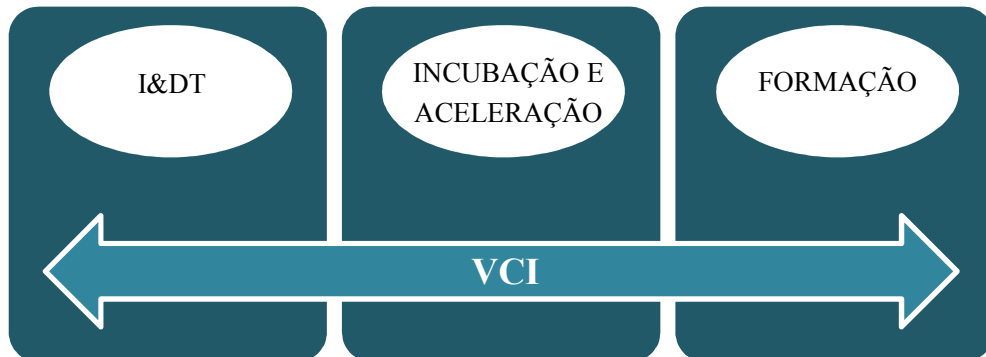 I&DT
INCUBAÇÃO E
ACELERAÇÃO
FORMAÇÃO
VCI